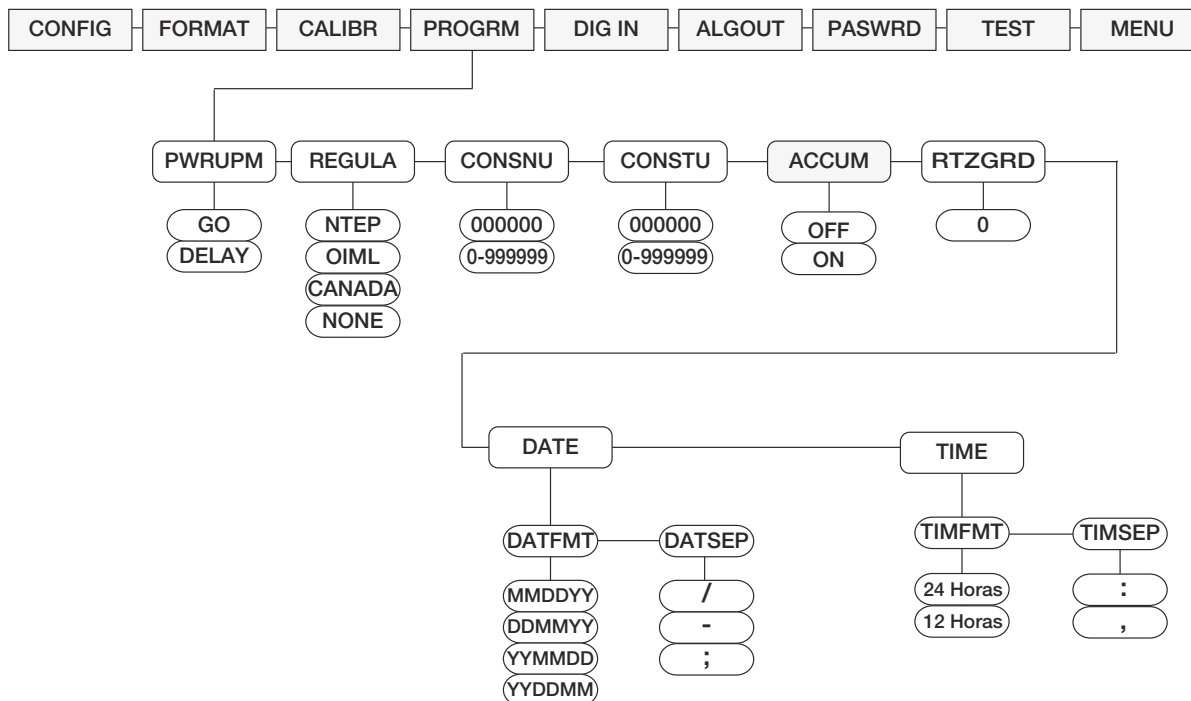 CONFIG FORMAT CALIBR PROGRM DIG IN ALGOUT PASWRD TEST MENU
PWRUPM REGULA CONSNU CONSTU ACCUM RTZGRD
GO NTEP 000000 000000 OFF 0
DELAY OIML 0-999999 0-999999 ON
CANADA
NONE
DATE TIME
DATFMT DATSEP TIMFMT TIMSEP
MMDDYY / 24 Horas :
DDMMYY - 12 Horas ,
YYMMDD ;
YYDDMM